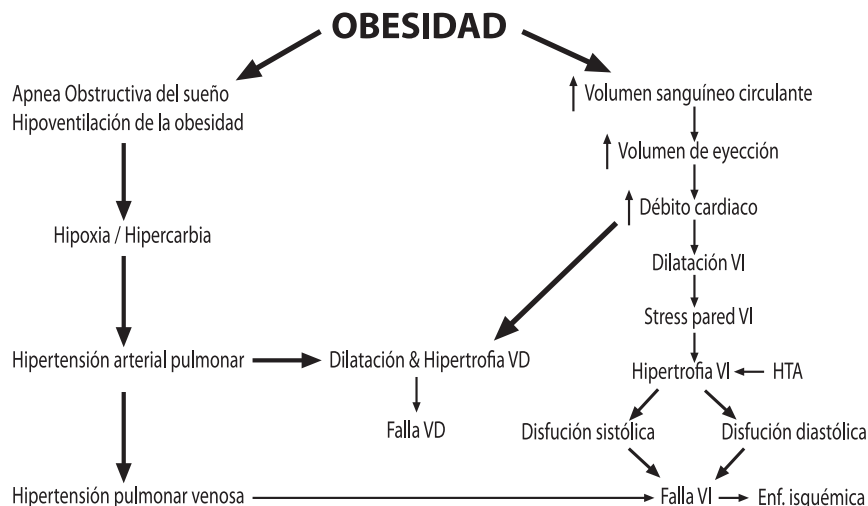 OBESIDAD
Apnea Obstructiva del sueño
Hipoventilación de la obesidad
Volumen sanguíneo circulante
Volumen de eyección
Débito cardiaco
Hipoxia / Hipercarbia
Dilatación VI
Stress pared VI
Hipertensión arterial pulmonar
Dilatación & Hipertrofia VD
Hipertrofia VI
HTA
Falla VD
Disfución sistólica
Disfución diastólica
Hipertensión pulmonar venosa
Falla VI
Enf. isquémica